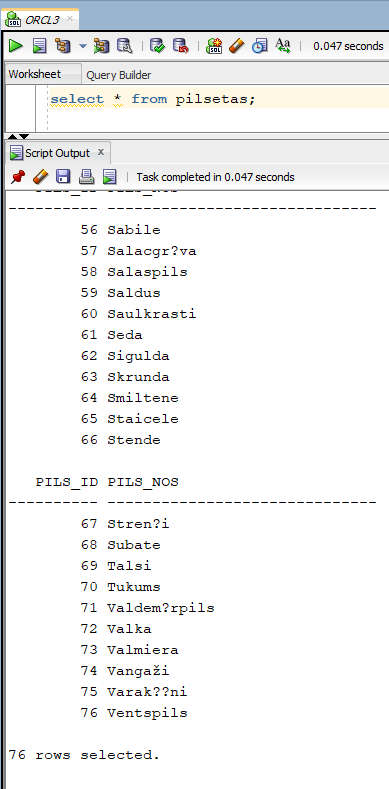 ORCL3
SQL
0.047 seconds
Worksheet Query Builder
select * from pilsetas;
Script Output x
Task completed in 0.047 seconds
PILS_ID PILS_NOS
---------- ------------------------------
56 Sabile
57 Salacgr?va
58 Salaspils
59 Saldus
60 Saulkrasti
61 Seda
62 Sigulda
63 Skrunda
64 Smiltene
65 Staicele
66 Stende
PILS_ID PILS_NOS
---------- ------------------------------
67 Stren?i
68 Subate
69 Talsi
70 Tukums
71 Valdem?rpils
72 Valka
73 Valmiera
74 Vangaži
75 Varak??ni
76 Ventspils
76 rows selected.